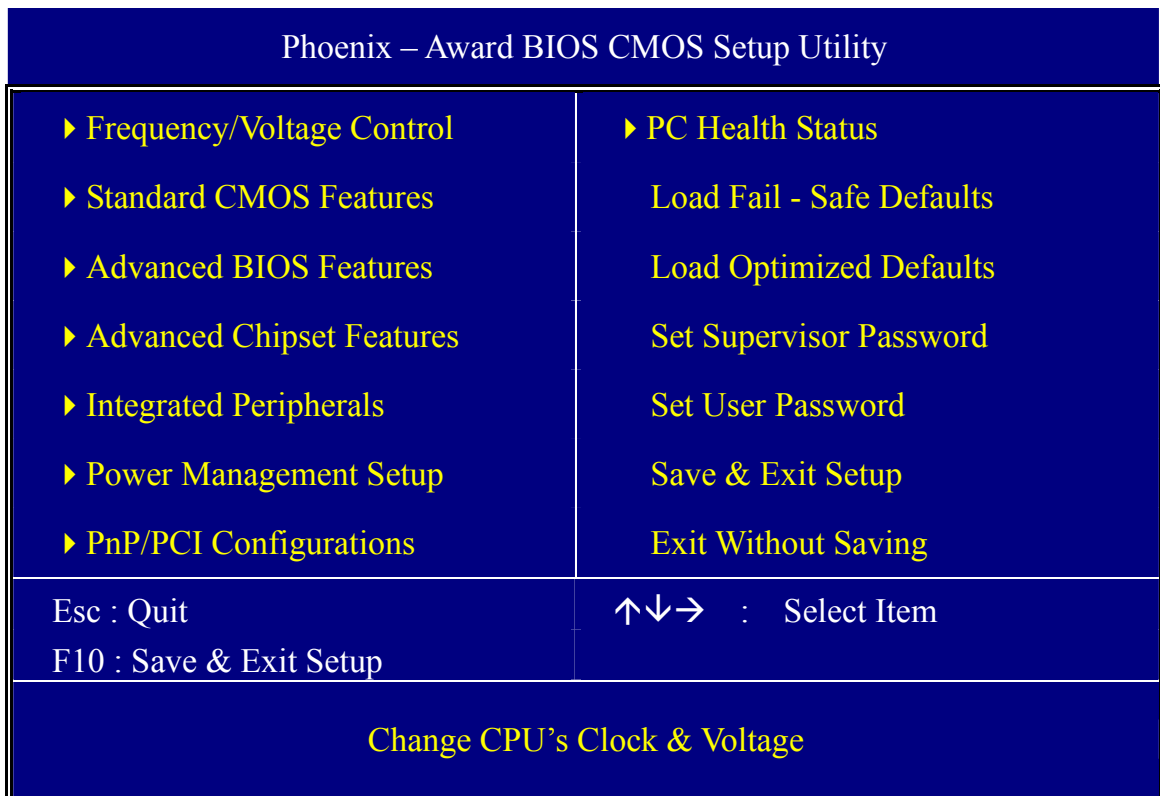 Phoenix – Award BIOS CMOS Setup Utility
Frequency/Voltage Control
Standard CMOS Features
Advanced BIOS Features
Advanced Chipset Features
Integrated Peripherals
Power Management Setup
PnP/PCI Configurations
PC Health Status
Load Fail - Safe Defaults
Load Optimized Defaults
Set Supervisor Password
Set User Password
Save & Exit Setup
Exit Without Saving
Esc : Quit
F10 : Save & Exit Setup
↑↓→ : Select Item
Change CPU’s Clock & Voltage